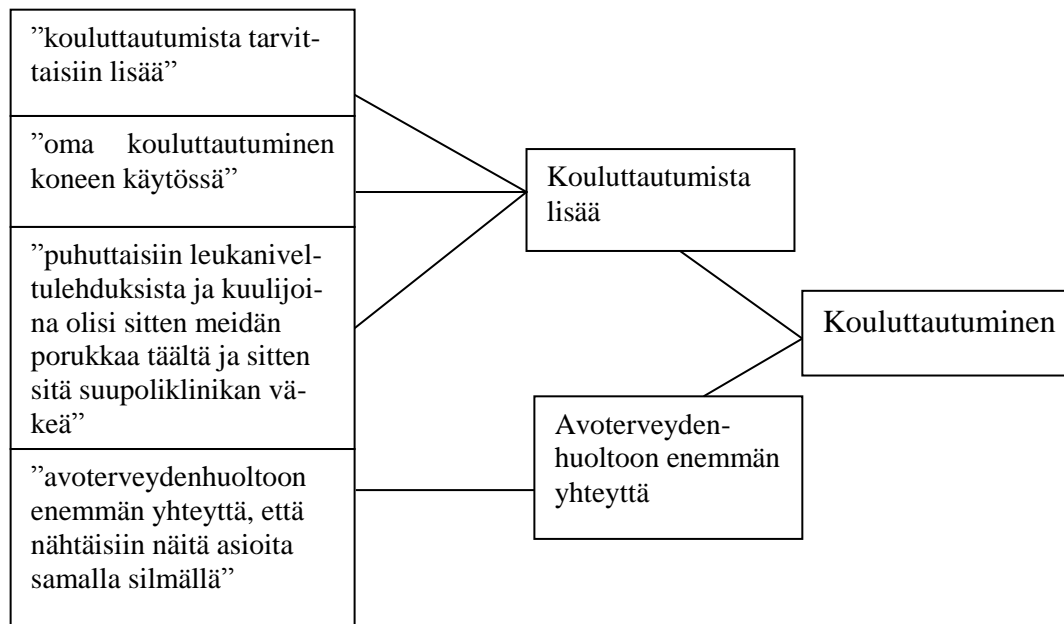 ”kouluttautumista tarvit-
taisiin lisää”
”oma kouluttautuminen
koneen käytössä”
”puhuttaisiin leukanivel-
tulehduksista ja kuulijoi-
na olisi sitten meidän
porukkaa täältä ja sitten
sitä suupoliklinikan vä-
keä”
”avoterveydenhuoltoon
enemmän yhteyttä, että
nähtäisiin näitä asioita
samalla silmällä”
Kouluttautumista
lisää
Avoterveyden-
huoltoon enemmän
yhteyttä
Kouluttautuminen